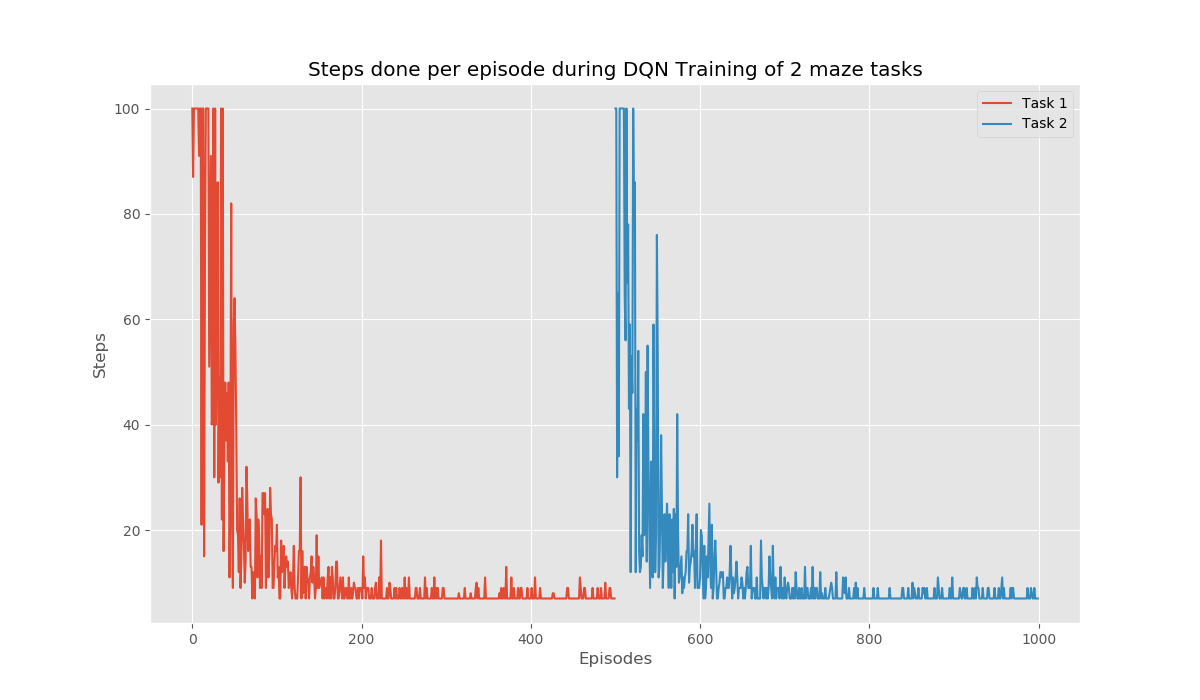 Steps done per episode during DQN Training of 2 maze tasks
Task 1
Task 2
Steps
100
80
60
40
20
0
200
400
600
800
1000
Episodes